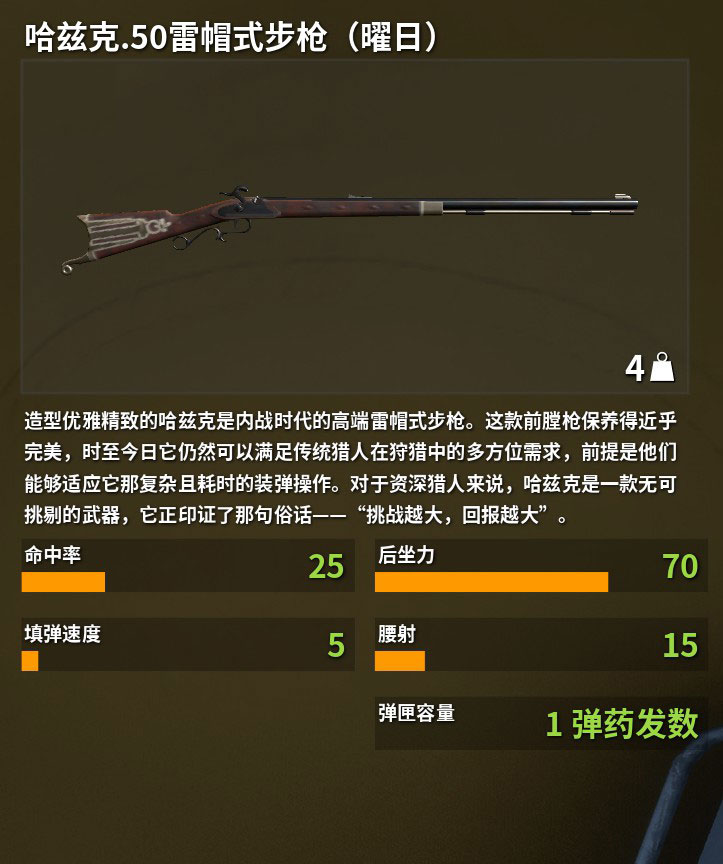 哈兹克.50雷帽式步枪（曜日）
4
造型优雅精致的哈兹克是内战时代的高端雷帽式步枪。这款前膛枪保养得近乎
完美，时至今日它仍然可以满足传统猎人在狩猎中的多方位需求，前提是他们
能够适应它那复杂且耗时的装弹操作。对于资深猎人来说，哈兹克是一款无可
挑剔的武器，它正印证了那句俗话——“挑战越大，回报越大”。
命中率 25
后坐力 70
填弹速度 5
腰射 15
弹匣容量 1 弹药发数